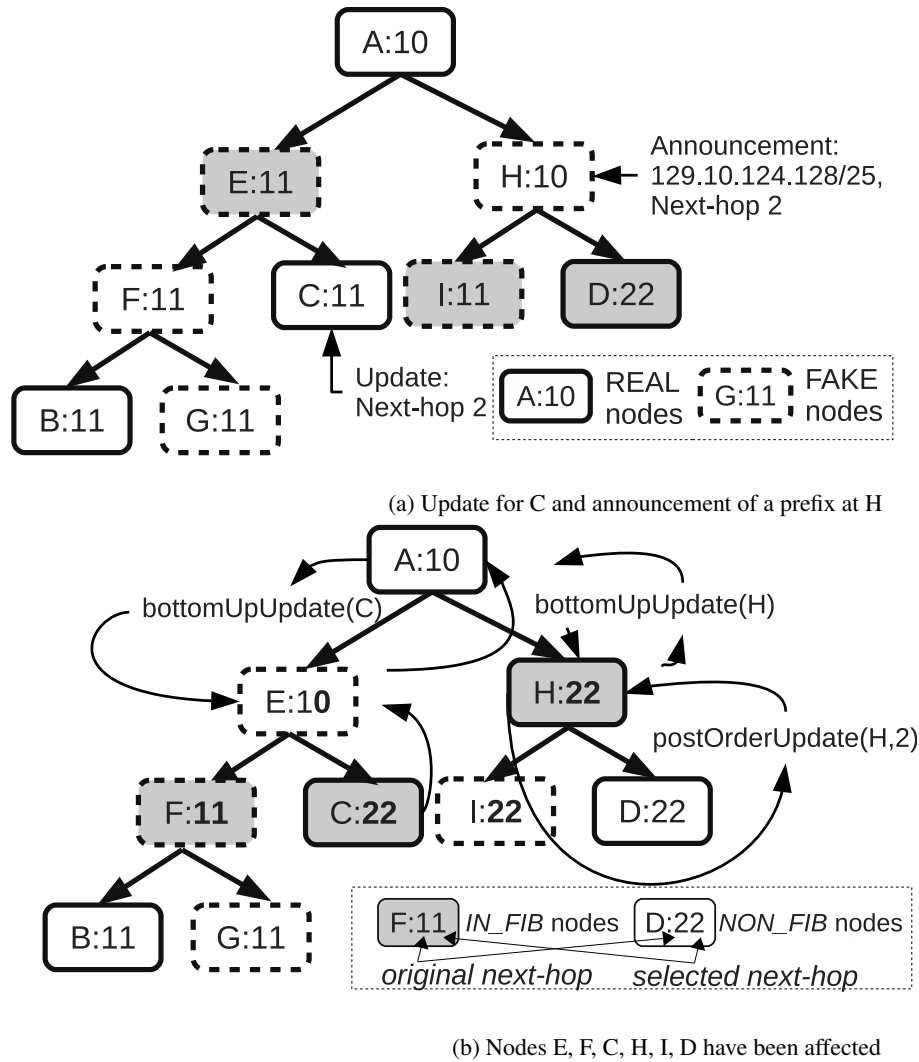 A:10
E:11
H:10
Announcement:
129.10.124.128/25,
Next-hop 2
F:11
C:11
I:11
D:22
Update:
Next-hop 2
B:11
G:11
A:10
REAL
nodes
G:11
FAKE
nodes
(a) Update for C and announcement of a prefix at H
A:10
bottomUpUpdate(C)
bottomUpUpdate(H)
E:10
H:22
postOrderUpdate(H,2)
F:11
C:22
I:22
D:22
B:11
G:11
F:11
IN_FIB nodes
D:22
NON_FIB nodes
original next-hop
selected next-hop
(b) Nodes E, F, C, H, I, D have been affected